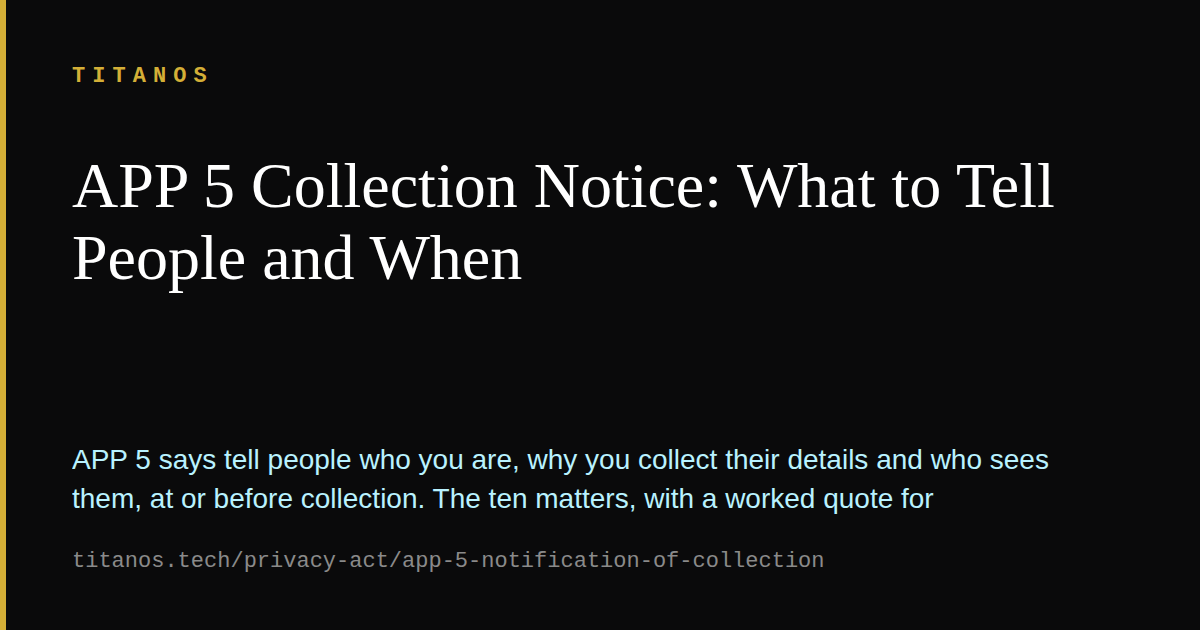 TITANOS
APP 5 Collection Notice: What to Tell
People and When
APP 5 says tell people who you are, why you collect their details and who sees
them, at or before collection. The ten matters, with a worked quote for
titanos.tech/privacy-act/app-5-notification-of-collection